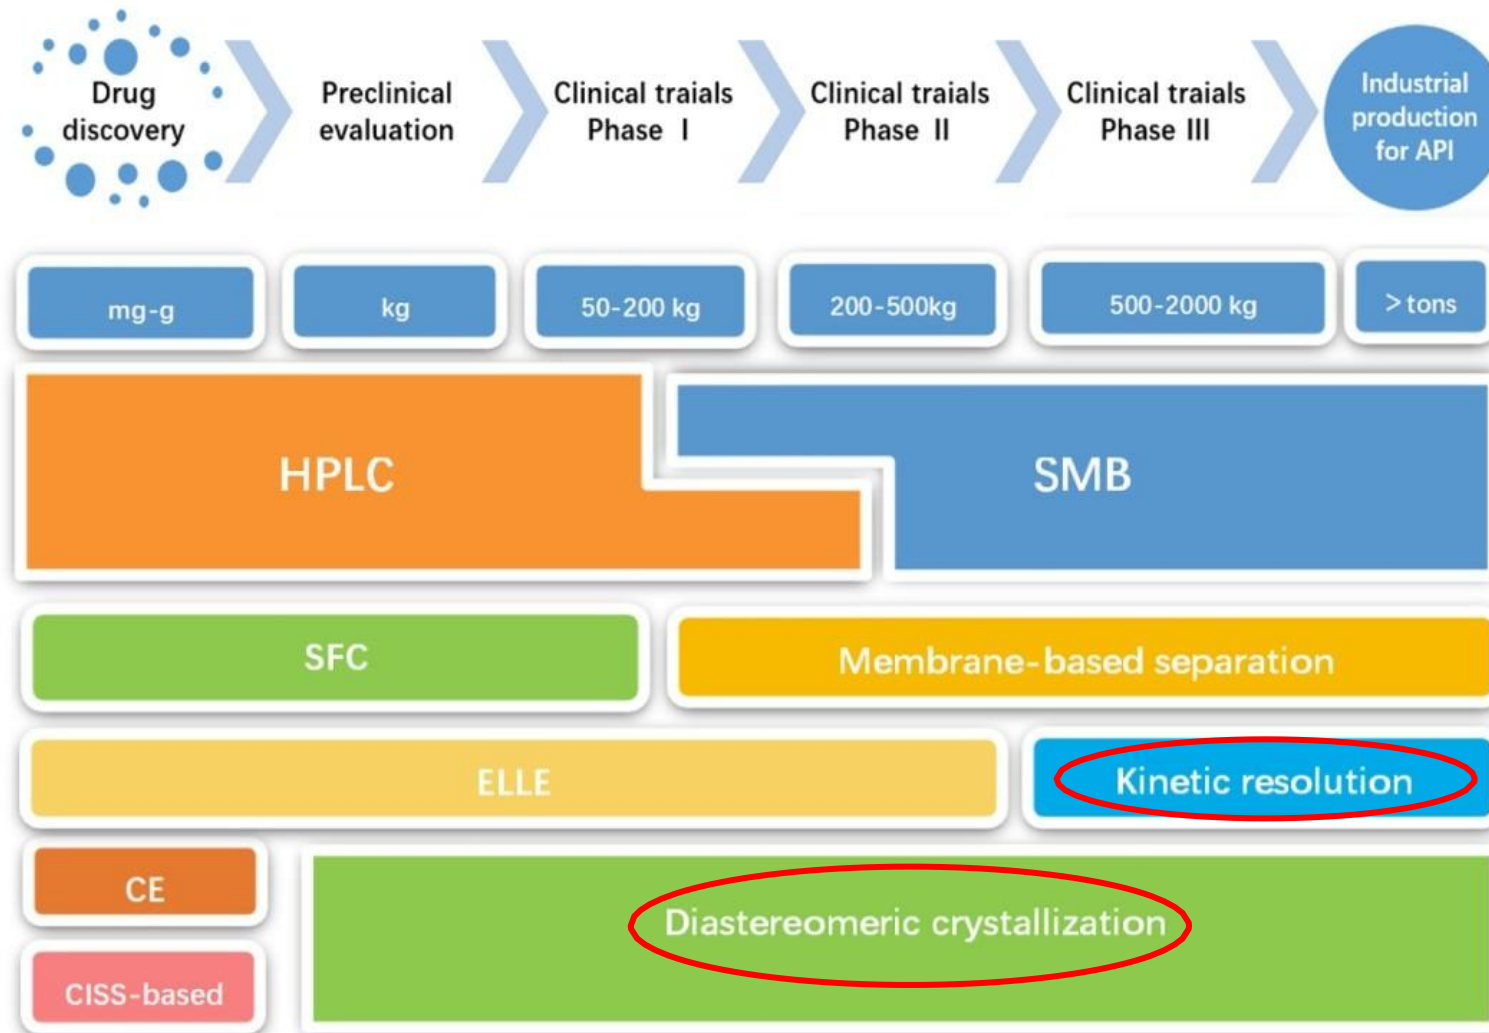 Drug
discovery
Preclinical
evaluation
Clinical traials
Phase I
Clinical traials
Phase II
Clinical traials
Phase III
Industrial
production
for API
mg-g
kg
50-200 kg
200-500kg
500-2000 kg
> tons
HPLC
SMB
SFC
Membrane-based separation
ELLE
Kinetic resolution
CE
Diastereomeric crystallization
CISS-based